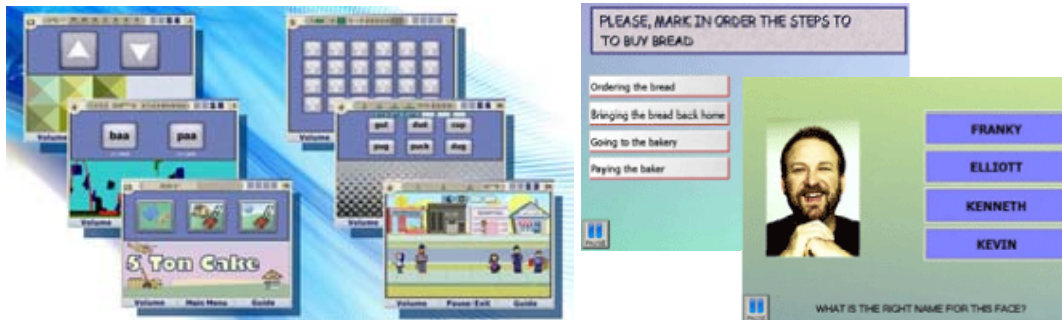 Volume
baa
paa
Volume
5 Ton Cake
Volume
Main Menu
Guide
Volume
gut
dud
cup
pug
puck
dug
Volume
Volume
Pause/Exit
Guide
PLEASE, MARK IN ORDER THE STEPS TO
TO BUY BREAD
Ordering the bread
Bringing the bread back home
Going to the bakery
Paying the baker
PAUSE
FRANKY
ELLIOTT
KENNETH
KEVIN
PAUSE
WHAT IS THE RIGHT NAME FOR THIS FACE?